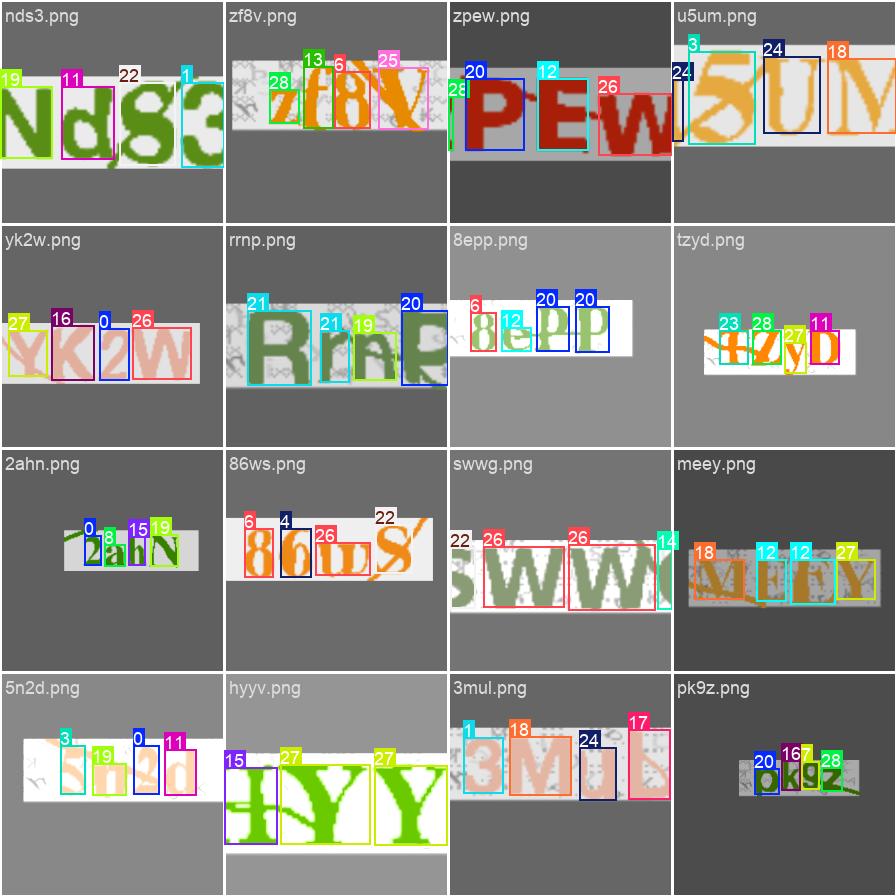 nds3.png zf8v.png zpew.png u5um.png
19 11 22 1
NdS3
28 13 6 25
zf8V
28 20 12 26
PEW
24 3 24 18
5UM
yk2w.png rrnp.png 8epp.png tzyd.png
27 16 0 26
YK2W
21 21 19 20
RrnP
6 12 20 20
8ePP
23 28 27 11
tZyD
2ahn.png 86ws.png swwg.png meey.png
0 8 15 19
2ahN
6 4 26 22
86wS
22 26 26 14
SWWG
18 12 12 27
MEEY
5n2d.png hyyv.png 3mul.png pk9z.png
3 19 0 11
5n2d
15 27 27
HYY
1 18 24 17
3MUL
20 16 7 28
pk9z